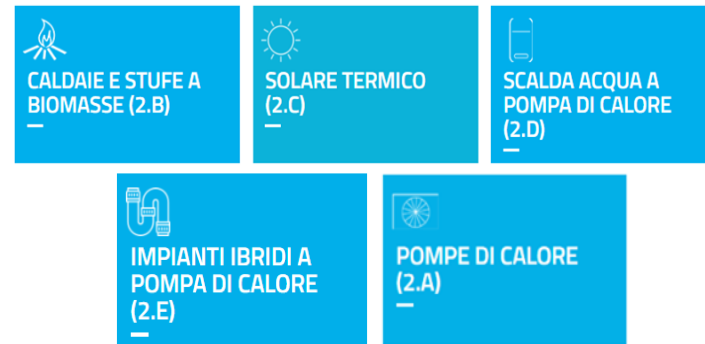 CALDAIE E STUFE A
BIOMASSE (2.B)
SOLARE TERMICO
(2.C)
SCALDA ACQUA A
POMPA DI CALORE
(2.D)
IMPIANTI IBRIDI A
POMPA DI CALORE
(2.E)
POMPE DI CALORE
(2.A)